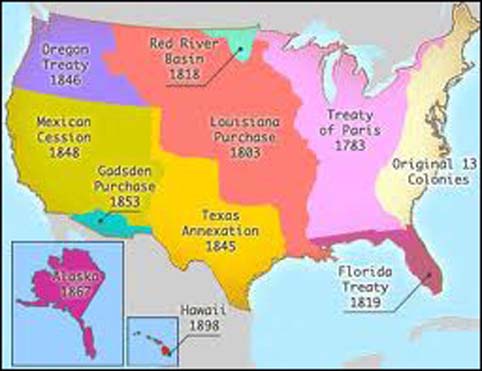 Oregon
Treaty
1846
Red River
Basin
1818
Mexican
Cession
1848
Louisiana
Purchase
1803
Treaty
of Paris
1783
Original 13
Colonies
Gadsden
Purchase
1853
Texas
Annexation
1845
Florida
Treaty
1819
Alaska
1867
Hawaii
1898